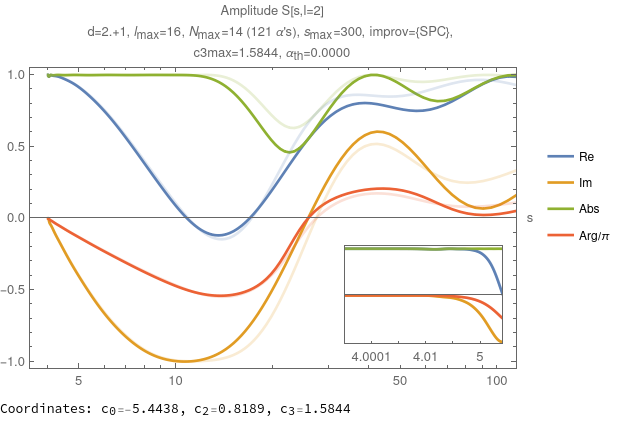 Amplitude S[s,l=2]
d=2.+1, lmax=16, Nmax=14 (121 α's), smax=300, improv={SPC},
c3max=1.5844, αth=0.0000
1.0
0.5
0.0
−0.5
−1.0
5
10
50
100
s
Re
Im
Abs
Arg/π
4.0001
4.01
5
Coordinates: c0=-5.4438, c2=0.8189, c3=1.5844